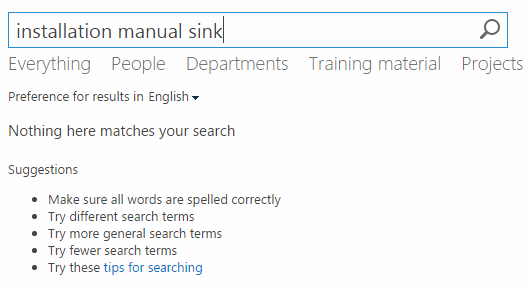 installation manual sink
Everything People Departments Training material Projects
Preference for results in English
Nothing here matches your search
Suggestions
Make sure all words are spelled correctly
Try different search terms
Try more general search terms
Try fewer search terms
Try these tips for searching